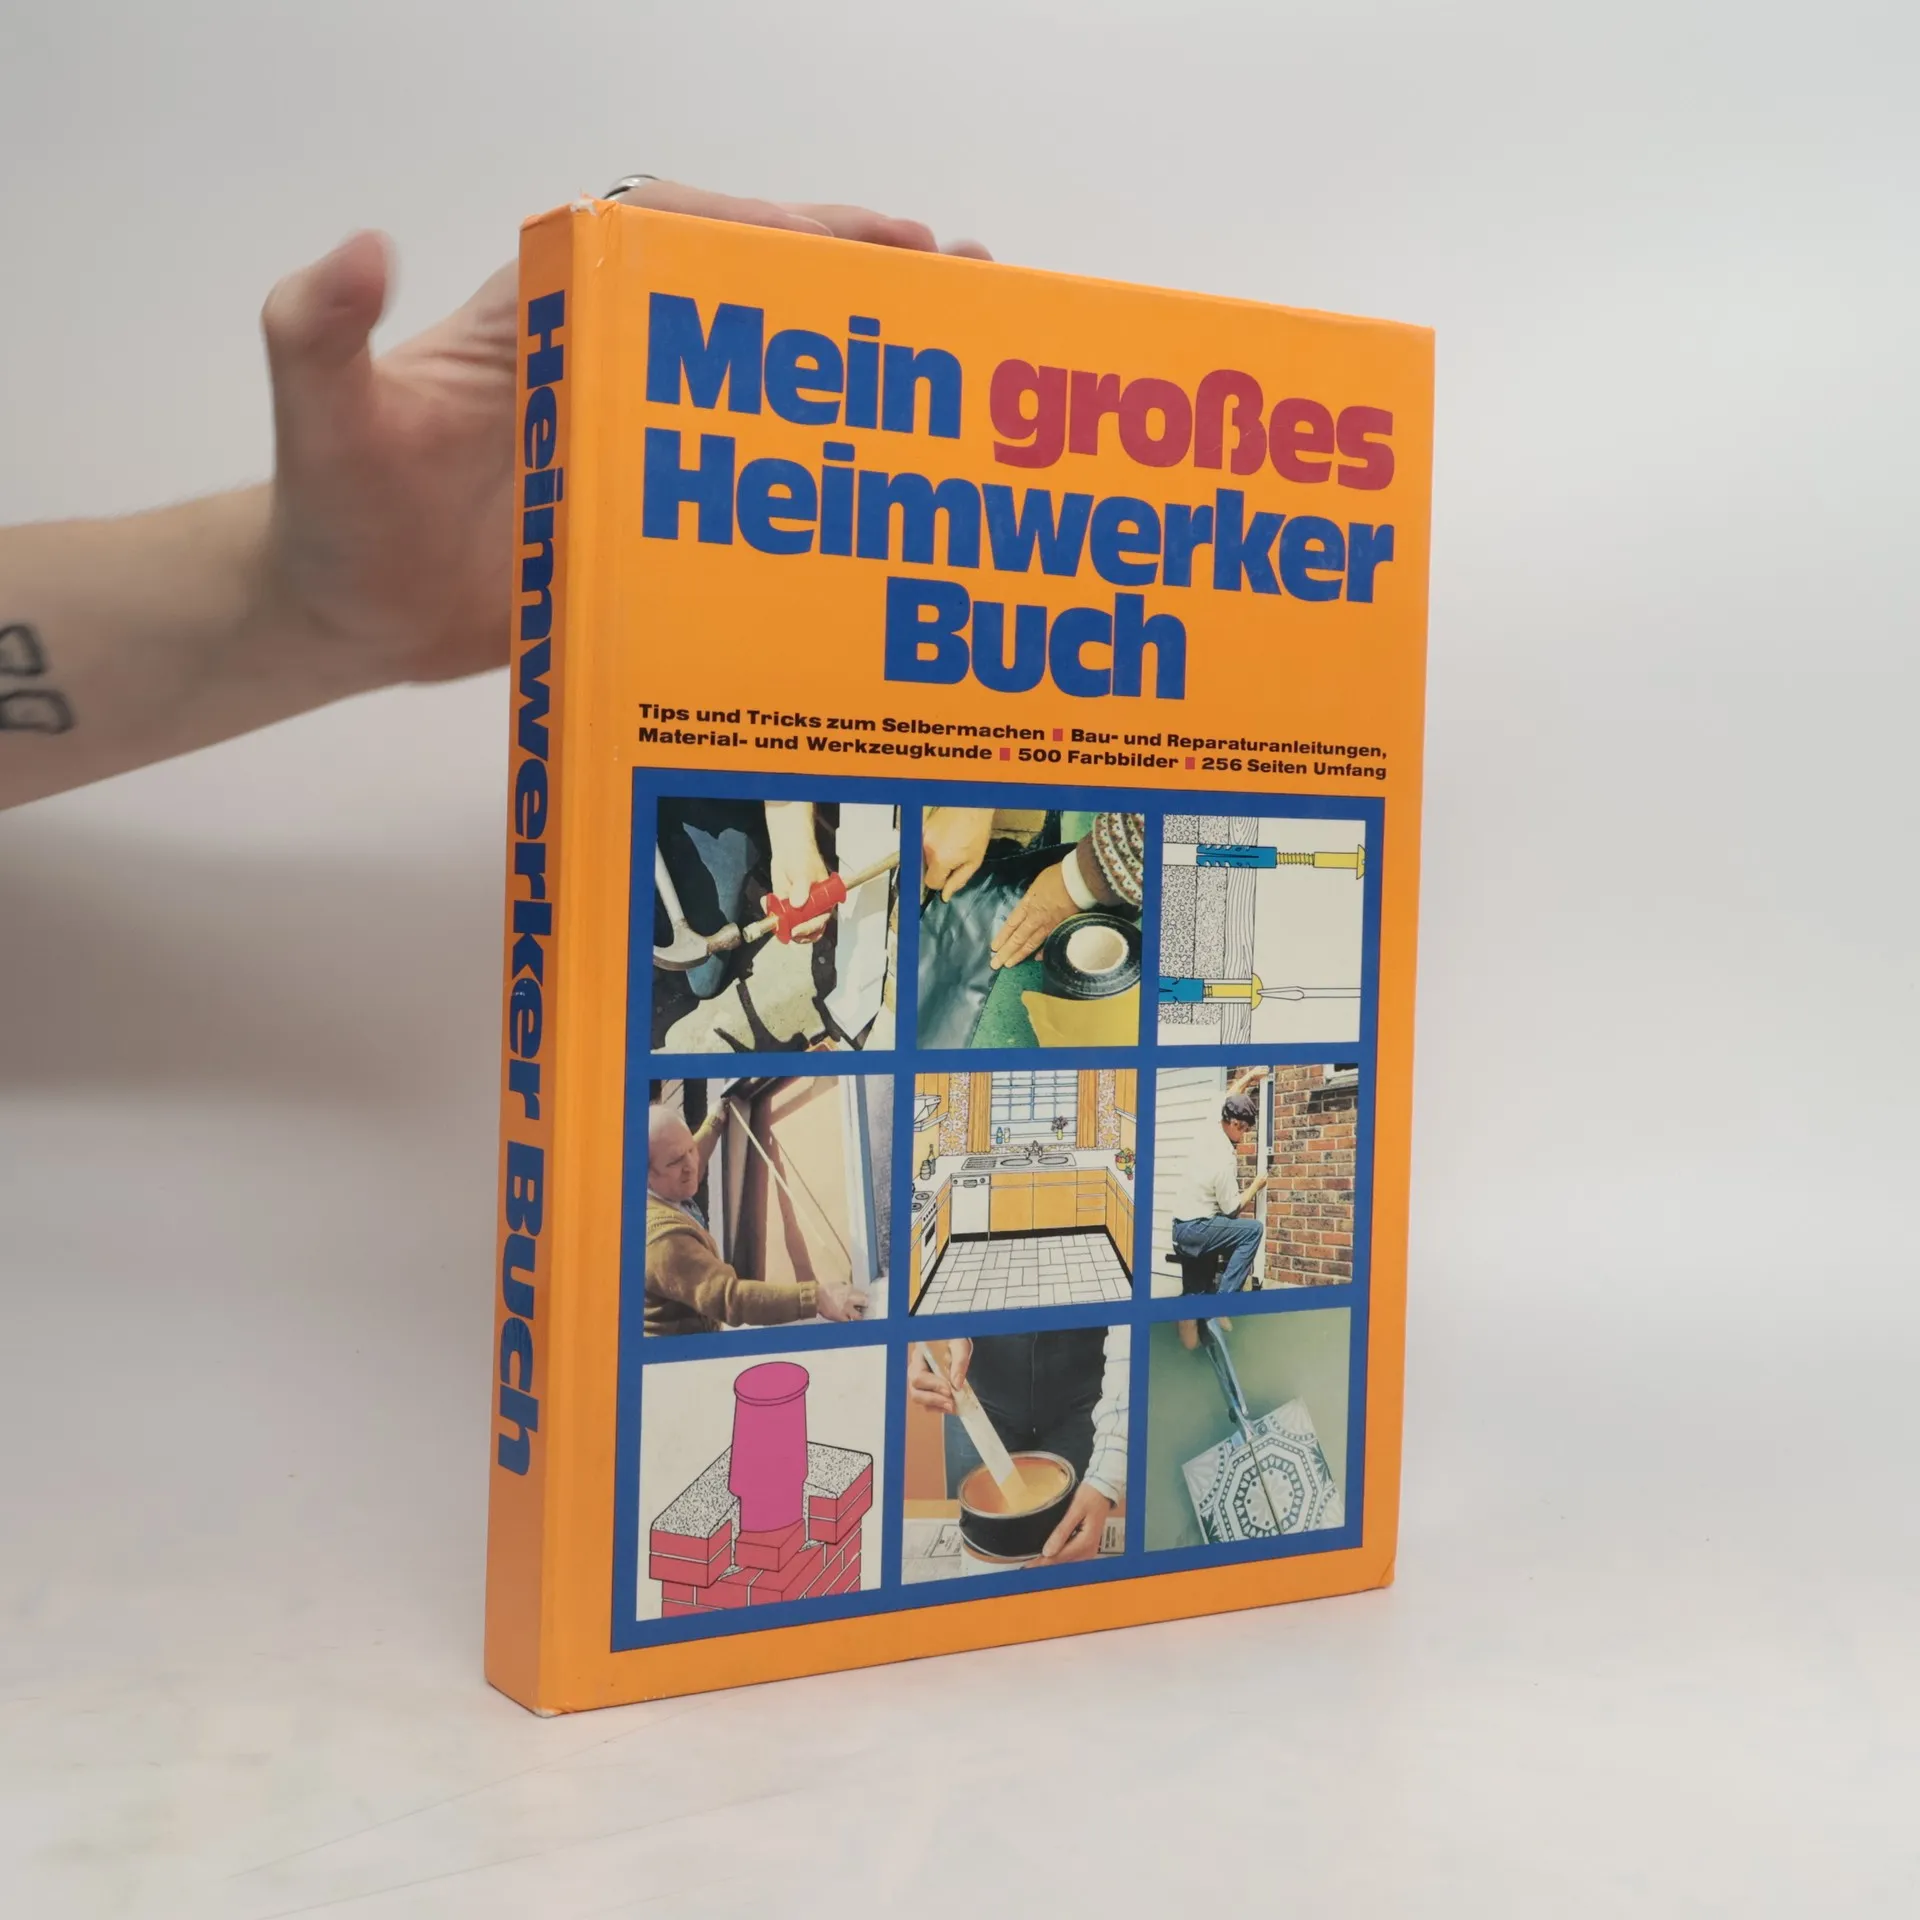 Heimwerker Buch
Mein großes
Heimwerker
Buch
Tips und Tricks zum Selbermachen ■ Bau- und Reparaturanleitungen,
Material- und Werkzeugkunde ■ 500 Farbbilder ■ 256 Seiten Umfang